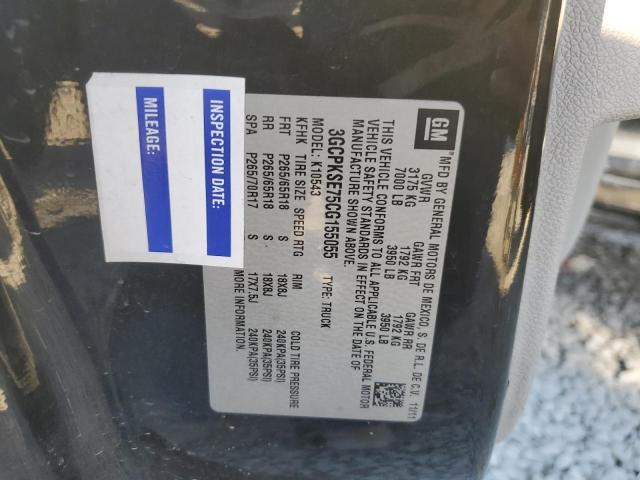 GM
MFD BY GENERAL MOTORS DE MEXICO, S. DE R.L. DE C.V. 11/11
GVWR GAWR FRT GAWR RR
3175 KG 1792 KG 1792 KG
7000 LB 3950 LB 3950 LB
THIS VEHICLE CONFORMS TO ALL APPLICABLE U.S. FEDERAL MOTOR
VEHICLE SAFETY STANDARDS IN EFFECT ON THE DATE OF
MANUFACTURE SHOWN ABOVE.
3GCPKSE75CG155055 TYPE: TRUCK
MODEL: K10543
KFHK TIRE SIZE SPEED RTG RIM COLD TIRE PRESSURE
FRT P265/65R18 S 18X8J 240KPA(35PSI)
RR P265/65R18 S 18X8J 240KPA(35PSI)
SPA P265/70R17 S 17X7.5J 240KPA(35PSI)
INSPECTION DATE:
MILEAGE: